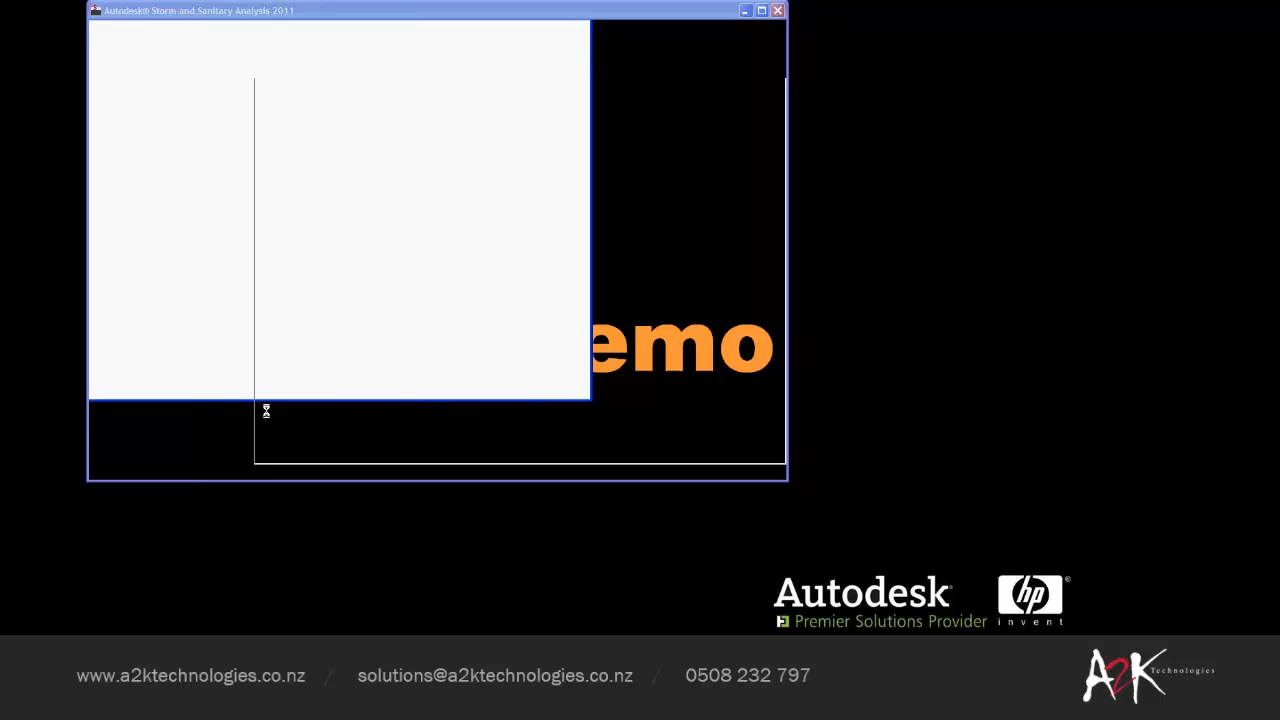 Autodesk® Storm and Sanitary Analysis 2011
emo
Autodesk®
Premier Solutions Provider
hp®
invent
www.a2ktechnologies.co.nz / solutions@a2ktechnologies.co.nz / 0508 232 797
A2K Technologies